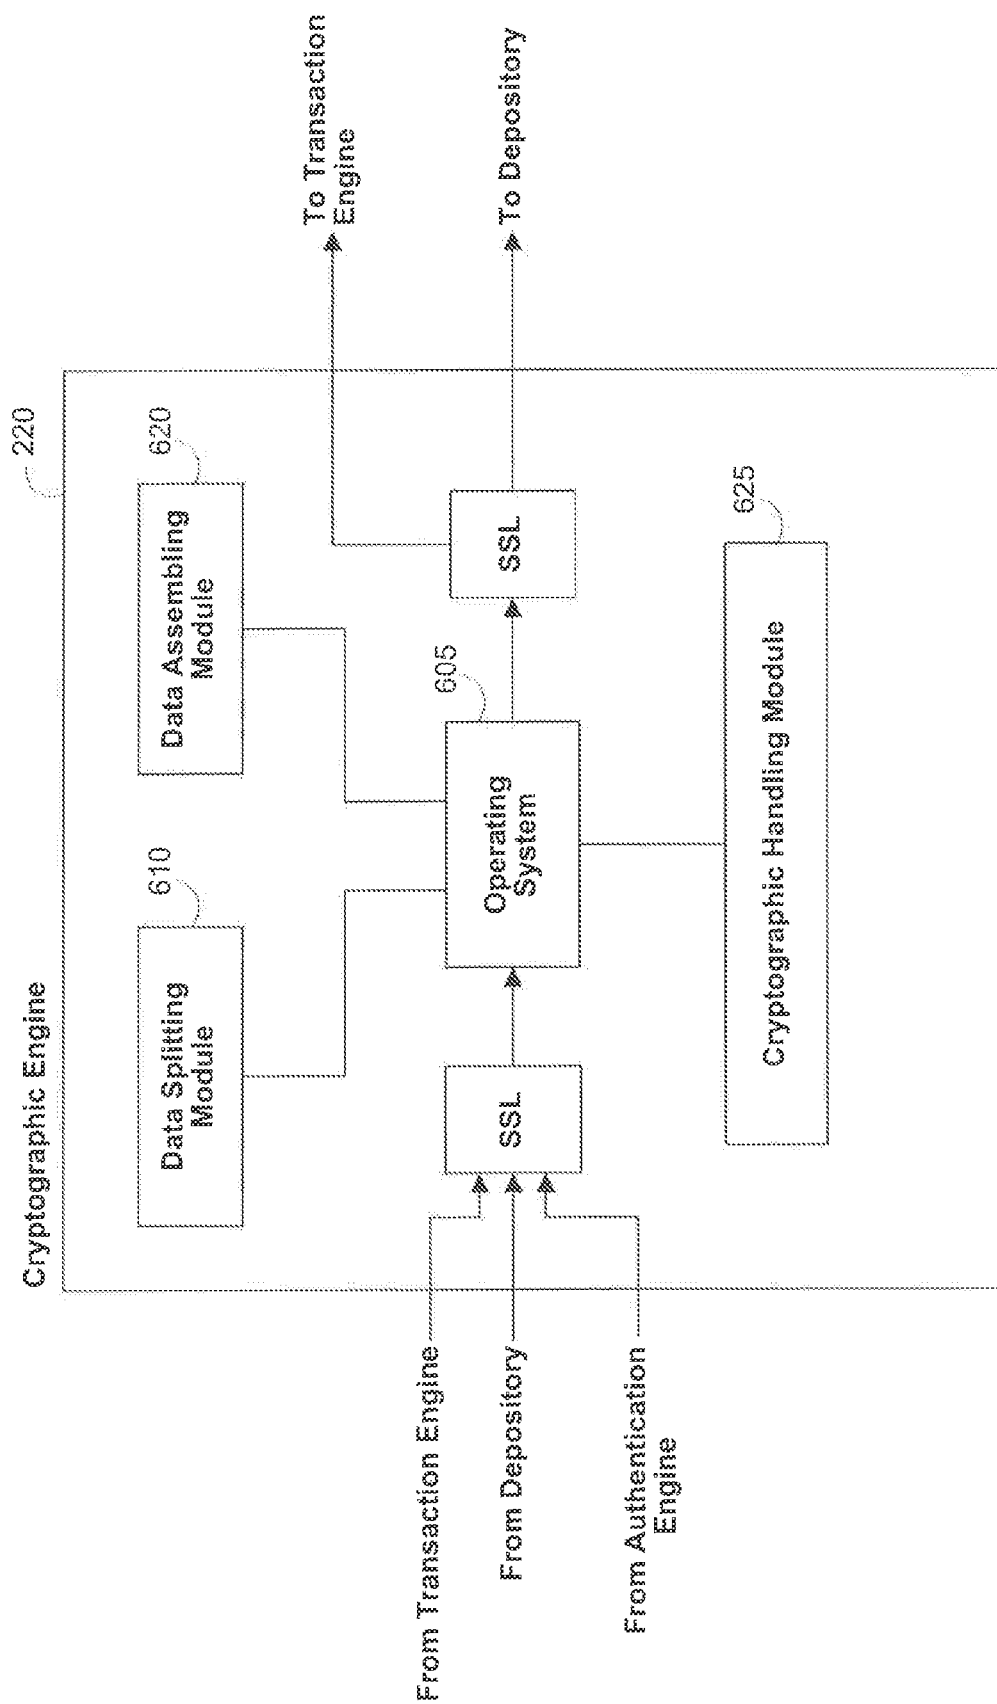 Cryptographic Engine
220
Data Splitting
Module
610
Data Assembling
Module
620
To Transaction
Engine
From Transaction Engine
From Depository
From Authentication
Engine
SSL
Operating
System
605
SSL
To Depository
Cryptographic Handling Module
625